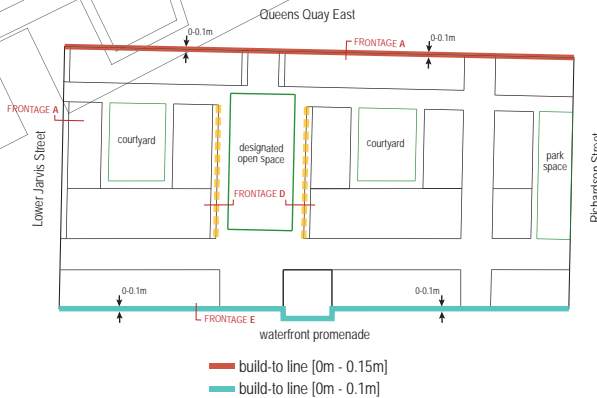 Queens Quay East
0-0.1m
FRONTAGE A
0-0.1m
FRONTAGE A
Lower Jarvis Street
courtyard
designated
open space
courtyard
park
space
Richardson Street
FRONTAGE D
0-0.1m
0-0.1m
FRONTAGE E
waterfront promenade
build-to line [0m - 0.15m]
build-to line [0m - 0.1m]